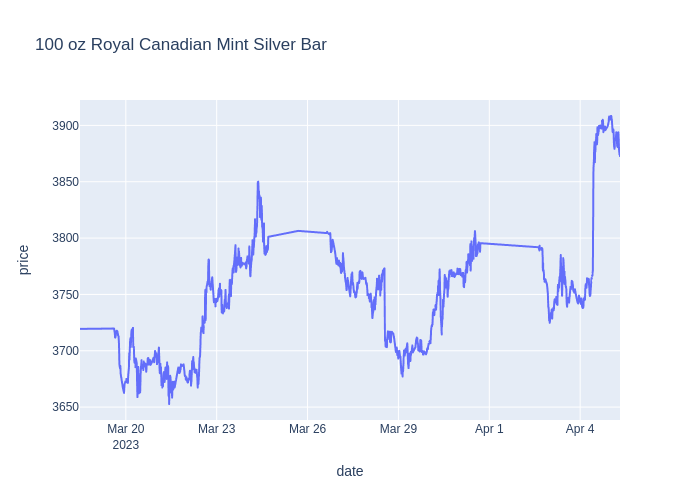 100 oz Royal Canadian Mint Silver Bar
price
3900
3850
3800
3750
3700
3650
Mar 20
2023
Mar 23
Mar 26
Mar 29
Apr 1
Apr 4
date